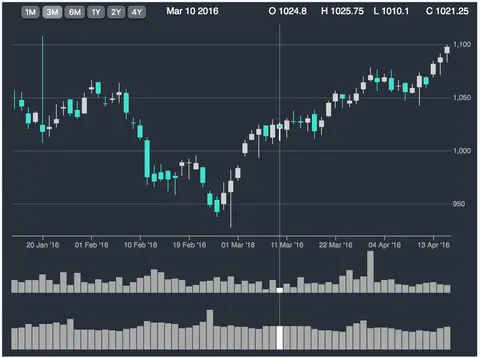 1M 3M 6M 1Y 2Y 4Y Mar 10 2016 O 1024.8 H 1025.75 L 1010.1 C 1021.25
1,100
1,050
1,000
950
20 Jan '16 01 Feb '16 10 Feb '16 19 Feb '16 01 Mar '16 11 Mar '16 22 Mar '16 04 Apr '16 13 Apr '16